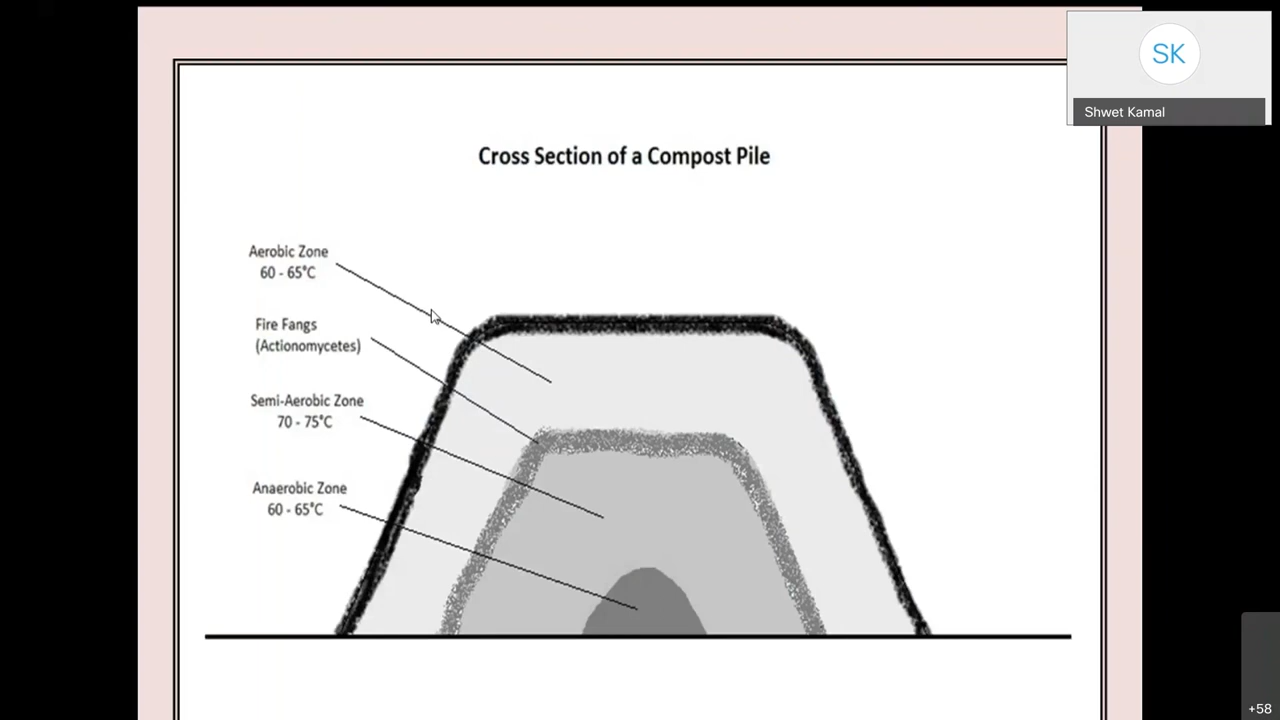 SK
Shwet Kamal
Cross Section of a Compost Pile
Aerobic Zone
60 - 65°C
Fire Fangs
(Actionomycetes)
Semi-Aerobic Zone
70 - 75°C
Anaerobic Zone
60 - 65°C
+58